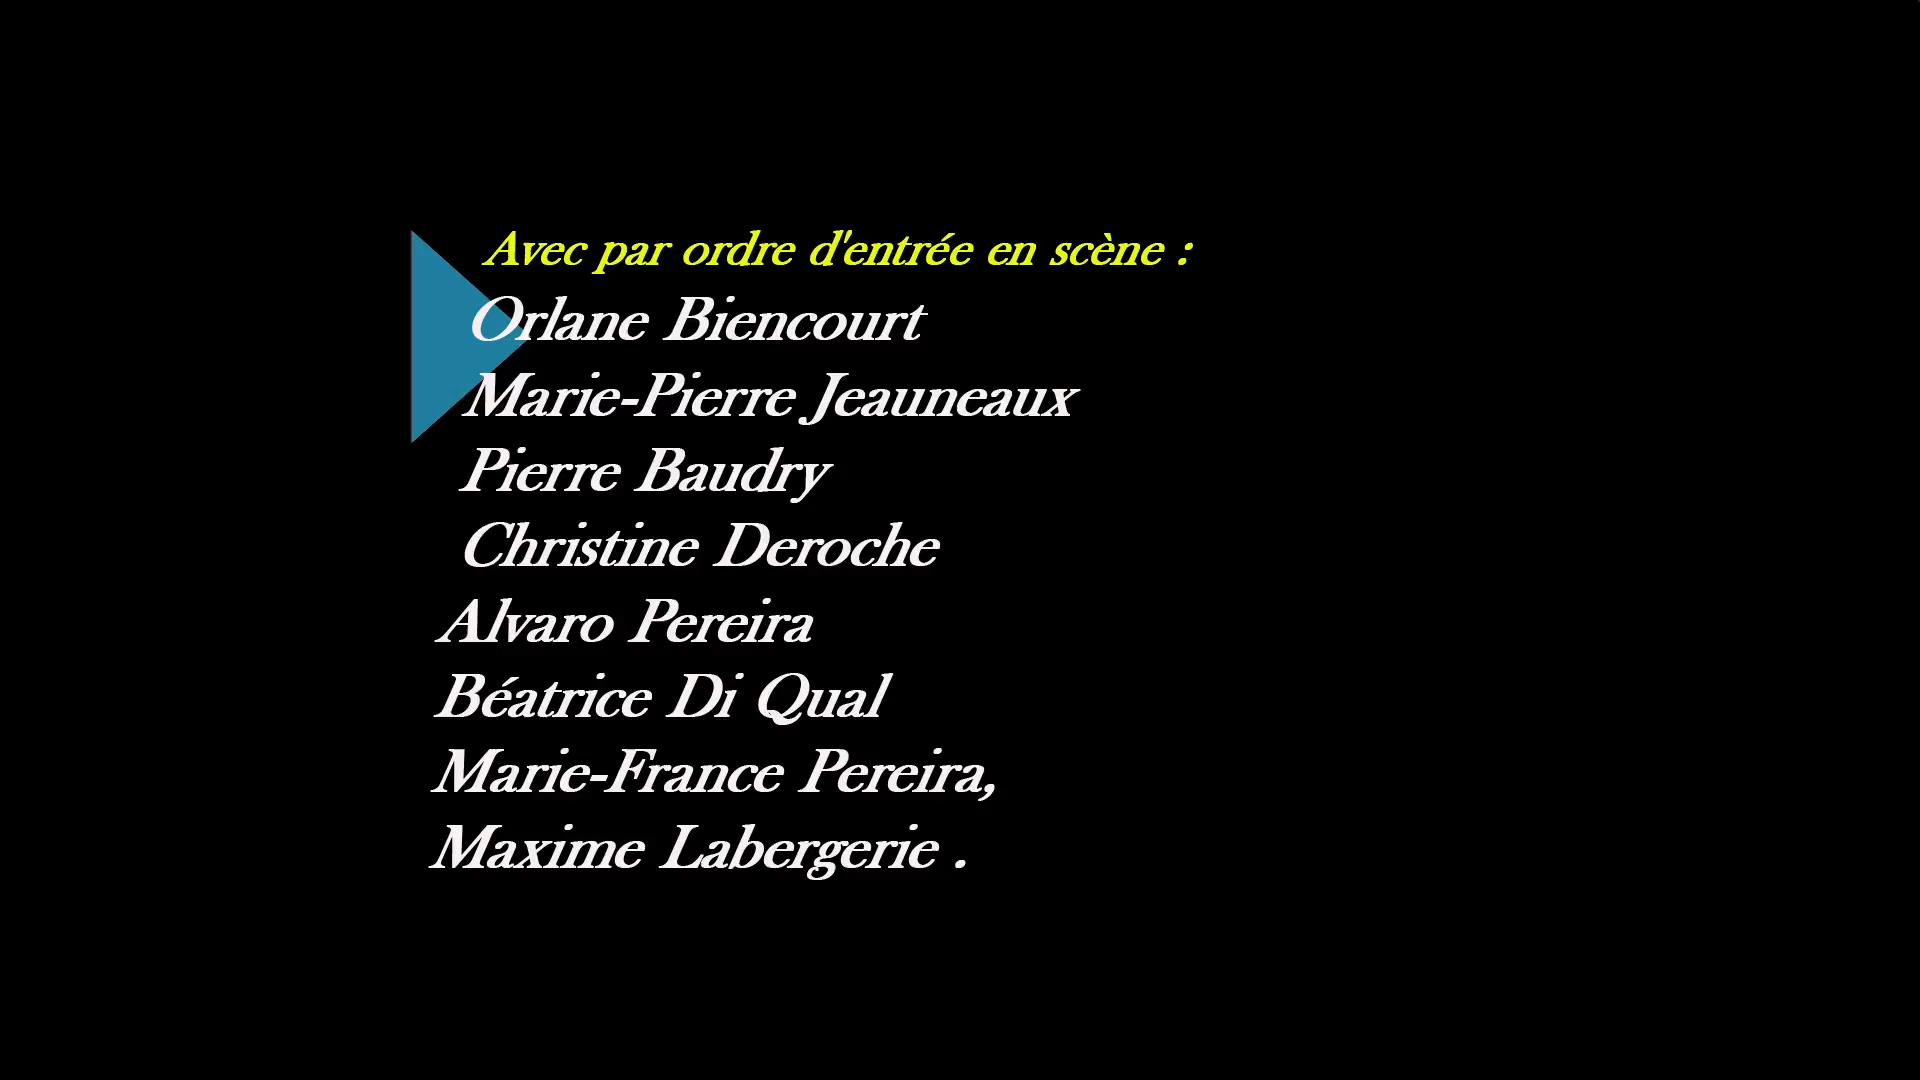 Avec par ordre d'entrée en scène :
Orlane Biencourt
Marie-Pierre Jeauneaux
Pierre Baudry
Christine Deroche
Alvaro Pereira
Béatrice Di Qual
Marie-France Pereira,
Maxime Labergerie .